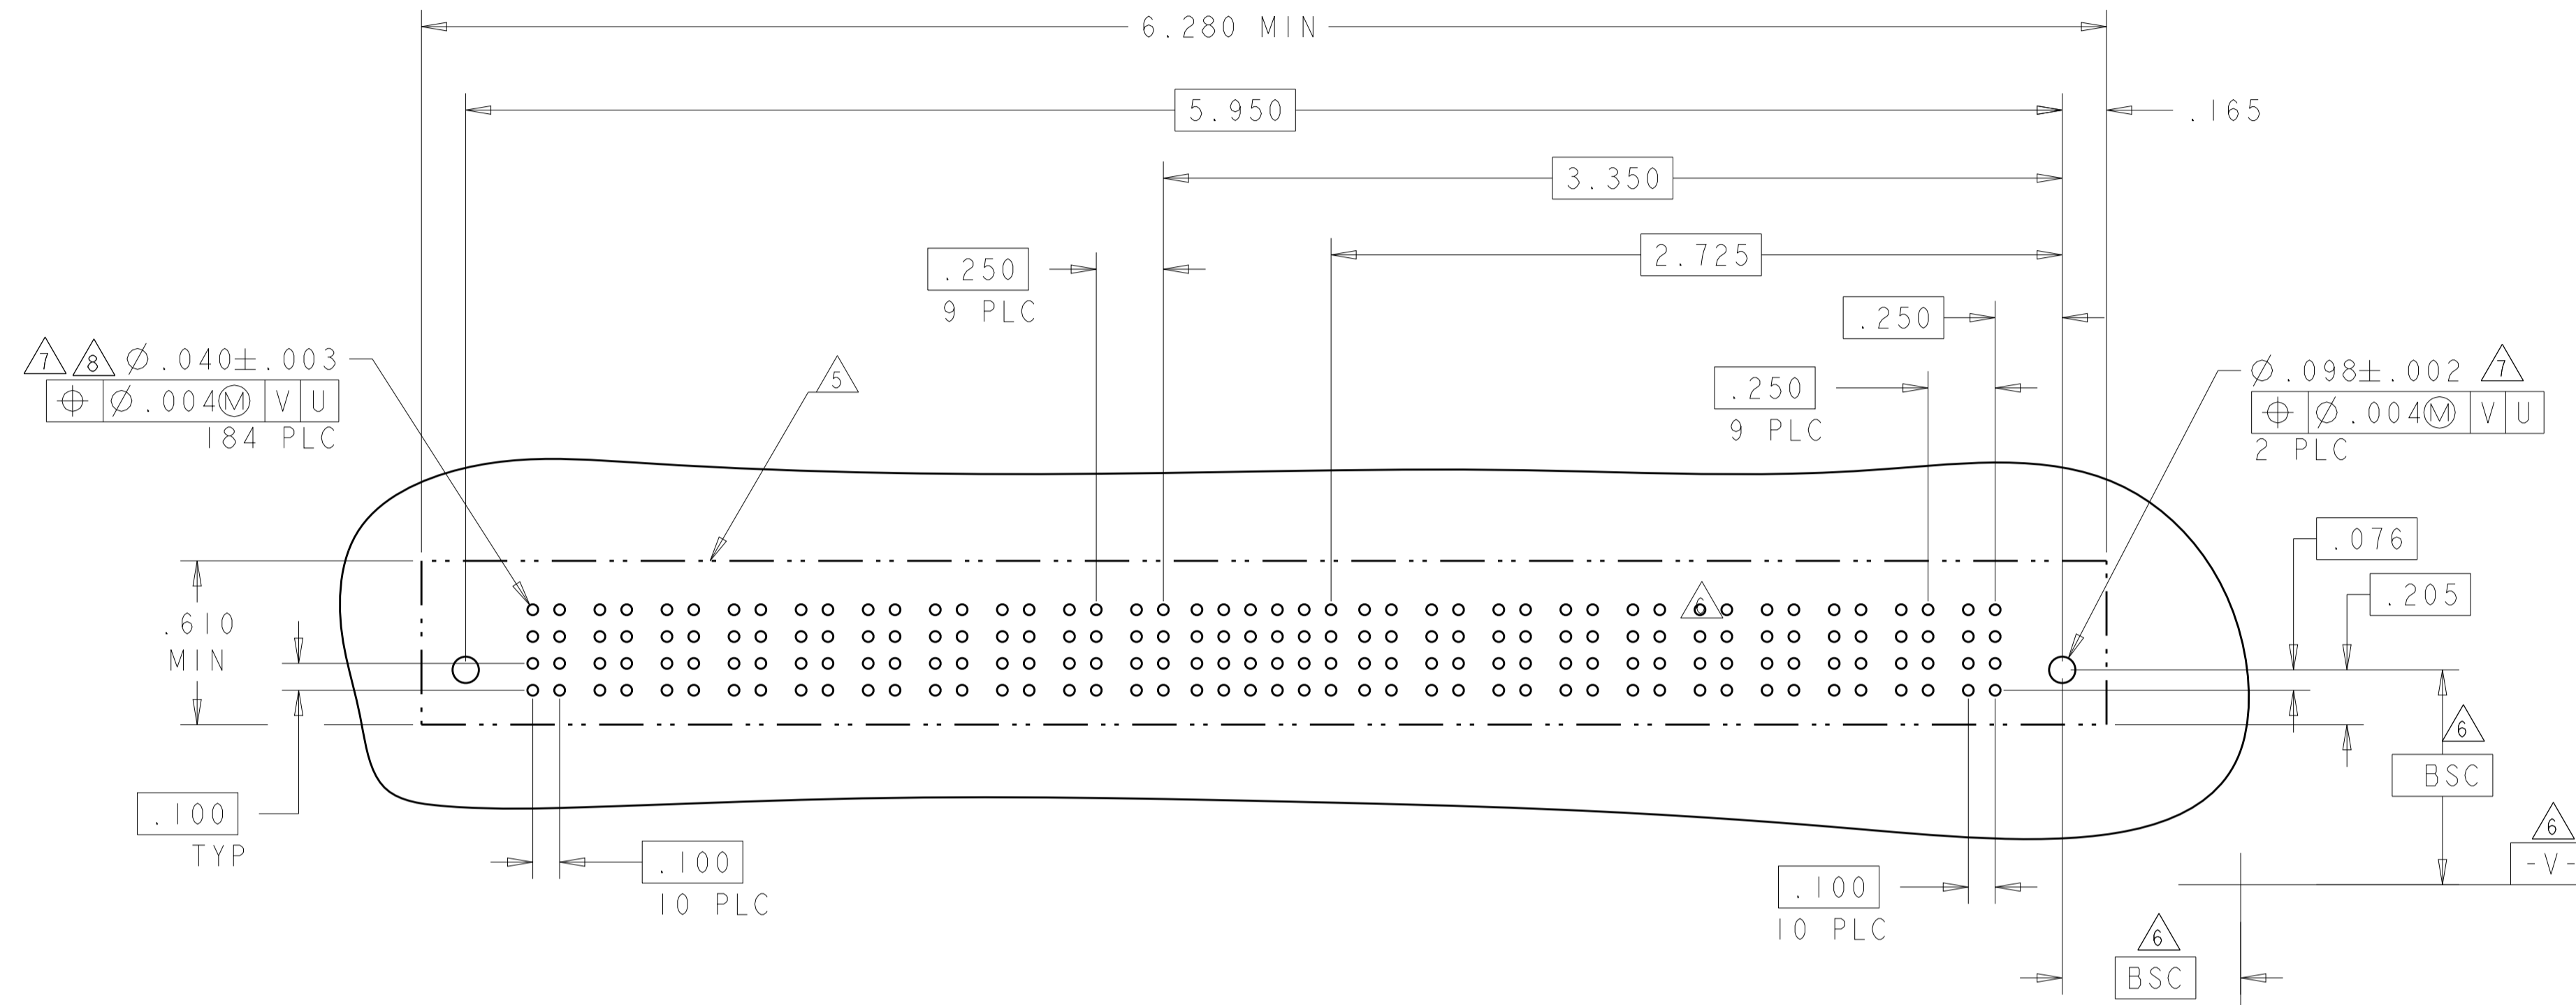 6.280 MIN
5.950
.165
3.350
2.725
.250
9 PLC
.250
.250
9 PLC
7 8 Ø .040±.003
⌖ Ø .004Ⓜ V U
184 PLC
5
Ø .098±.002 7
⌖ Ø .004Ⓜ V U
2 PLC
.076
.205
6
.610
MIN
6
BSC
.100
TYP
.100
10 PLC
.100
10 PLC
6
-V-
6
BSC